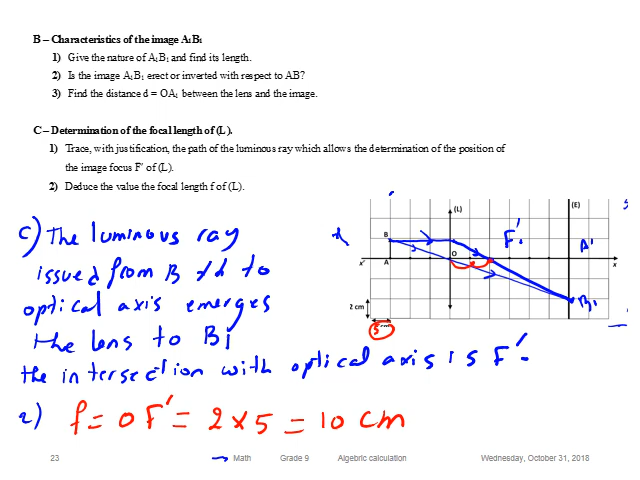 B – Characteristics of the image A₁B₁
1) Give the nature of A₁B₁ and find its length.
2) Is the image A₁B₁ erect or inverted with respect to AB?
3) Find the distance d = OA₁ between the lens and the image.
C – Determination of the focal length of (L).
1) Trace, with justification, the path of the luminous ray which allows the determination of the position of
the image focus F' of (L).
2) Deduce the value the focal length f of (L).
c) The luminous ray
issued from B // to
optical axis emerges
the lens to B1
the intersection with optical axis is F'.
2) f = OF' = 2 x 5 = 10 cm
(L)
(E)
B
F'
A'
O
x'
A
x
B1
2 cm
5
23
Math
Grade 9
Algebric calculation
Wednesday, October 31, 2018